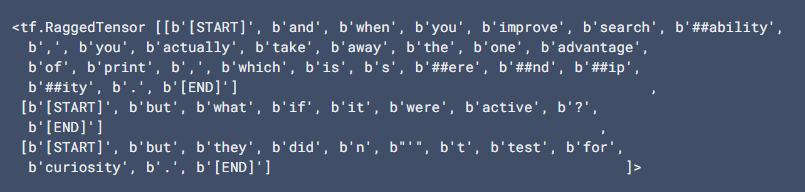 <tf.RaggedTensor [[b'[START]', b'and', b'when', b'you', b'improve', b'search', b'##ability',
b',', b'you', b'actually', b'take', b'away', b'the', b'one', b'advantage',
b'of', b'print', b',', b'which', b'is', b's', b'##ere', b'##nd', b'##ip',
b'##ity', b'.', b'[END]'] ,
[b'[START]', b'but', b'what', b'if', b'it', b'were', b'active', b'?',
b'[END]'] ,
[b'[START]', b'but', b'they', b'did', b'n', b"'", b't', b'test', b'for',
b'curiosity', b'.', b'[END]'] ]>